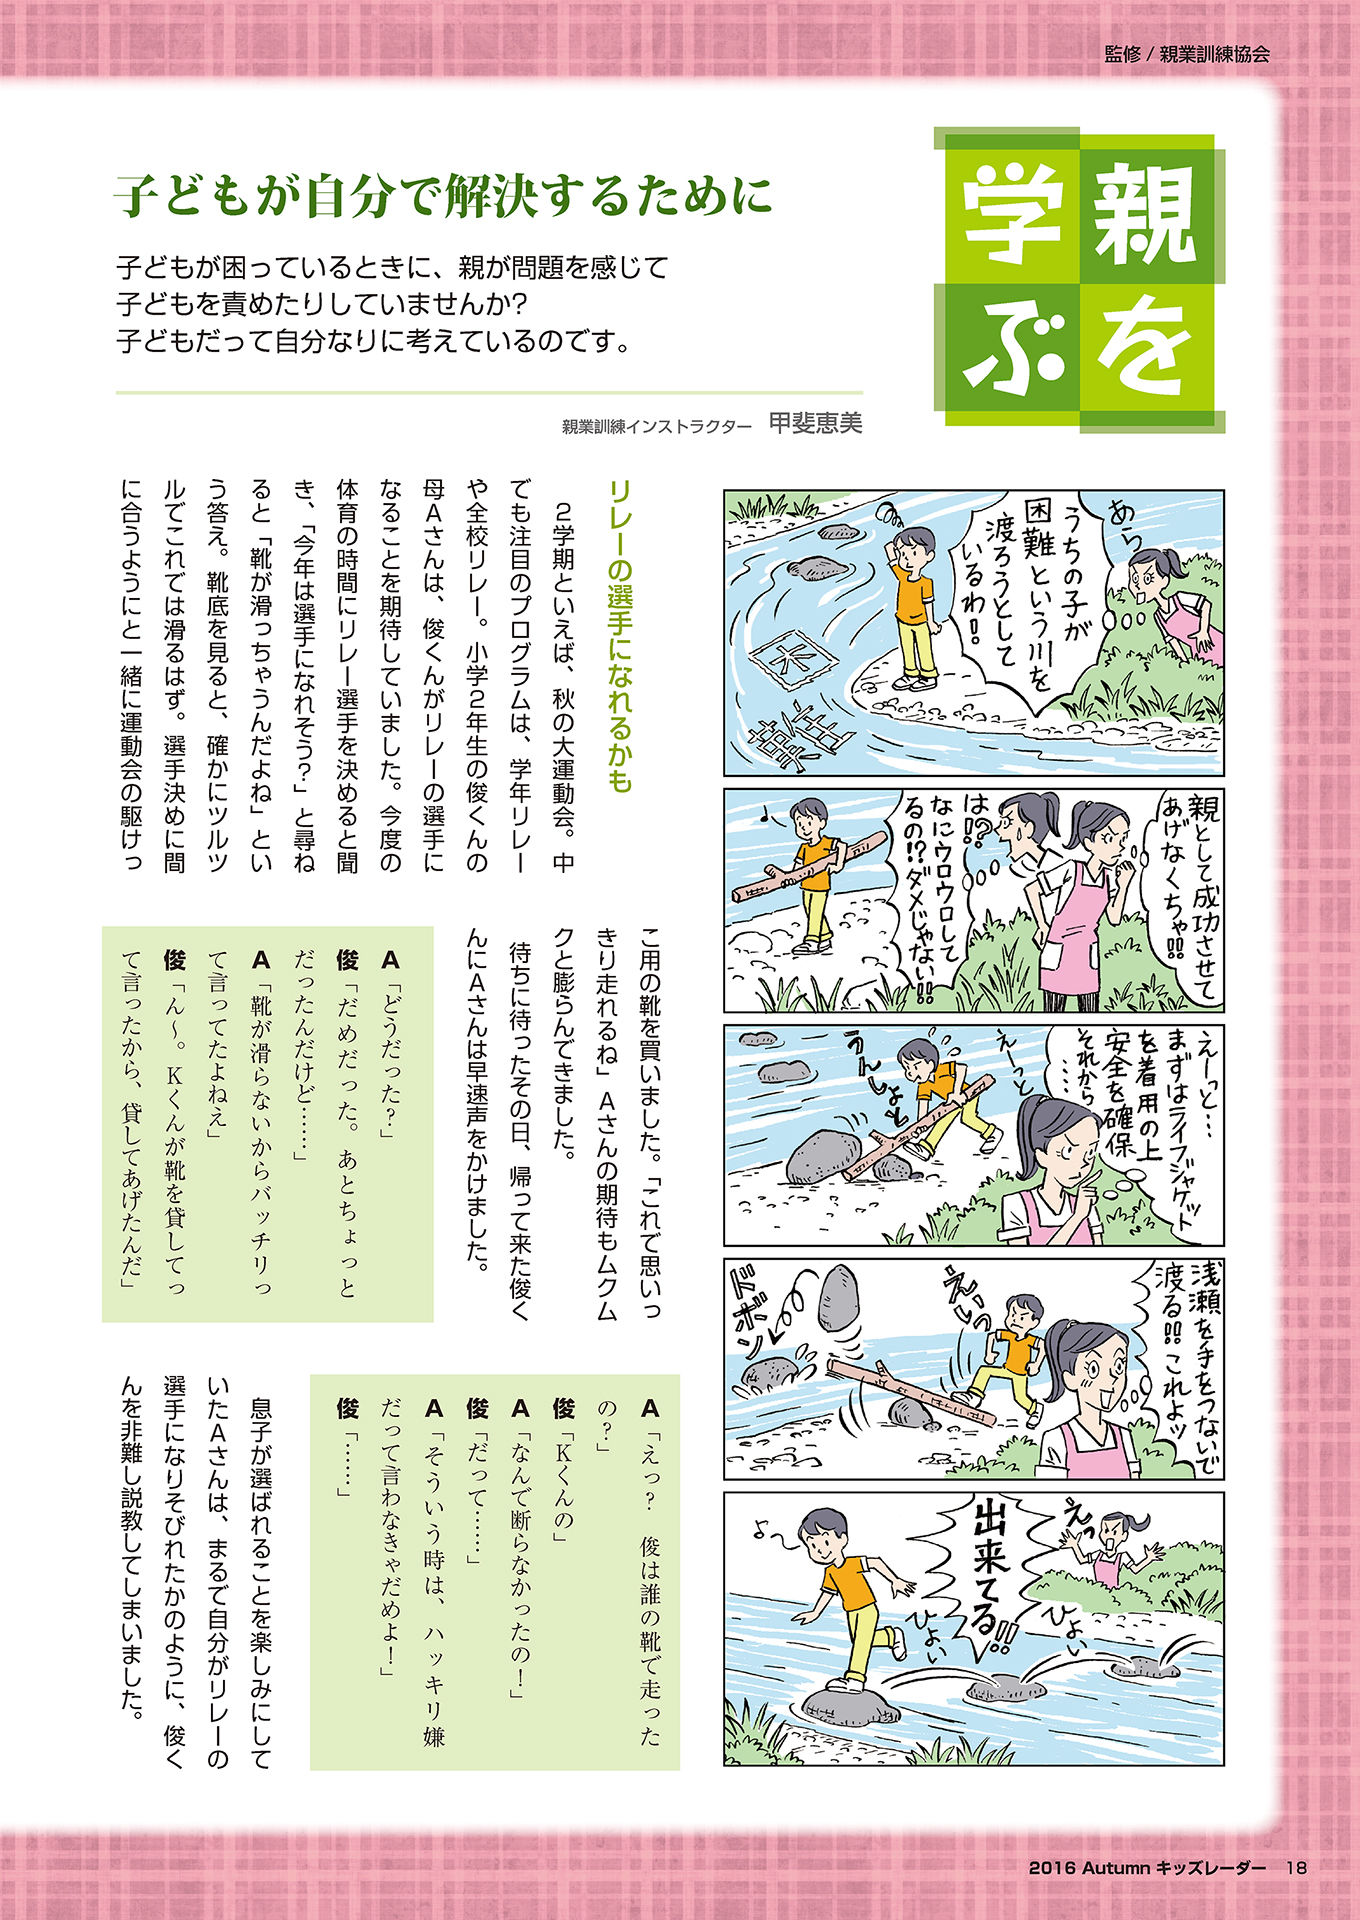 監修 / 親業訓練協会
親を
学ぶ
子どもが自分で解決するために
子どもが困っているときに、親が問題を感じて
子どもを責めたりしていませんか?
子どもだって自分なりに考えているのです。
親業訓練インストラクター 甲斐恵美
あら
うちの子が
困難という川を
渡ろうとして
いるわ!!
困
難
親として成功させて
あげなくちゃ!!
は!?
なにウロウロして
るの!?ダメじゃない!!
えーっと…
まずはライフジャケット
を着用の上
安全を確保
それから
……
えーっと
うんしょと
浅瀬を手をつないで
渡る!!これよッ
えいっ
ドボン
えっ
出来てる!!
ひょい
ひょい
よ〜
リレーの選手になれるかも
2学期といえば、秋の大運動会。中
でも注目のプログラムは、学年リレー
や全校リレー。小学2年生の俊くんの
母Aさんは、俊くんがリレーの選手に
なることを期待していました。今度の
体育の時間にリレー選手を決めると聞
き、「今年は選手になれそう?」と尋ね
ると「靴が滑っちゃうんだよね」とい
う答え。靴底を見ると、確かにツルツ
ルでこれでは滑るはず。選手決めに間
に合うようにと一緒に運動会の駆けっ
こ用の靴を買いました。「これで思いっ
きり走れるね」Aさんの期待もムクム
クと膨らんできました。
待ちに待ったその日、帰って来た俊く
んにAさんは早速声をかけました。
A「どうだった?」
俊「だめだった。あとちょっと
だったんだけど……」
A「靴が滑らないからバッチリっ
て言ってたよねえ」
俊「ん〜。Kくんが靴を貸してっ
て言ったから、貸してあげたんだ」
A「えっ? 俊は誰の靴で走った
の?」
俊「Kくんの」
A「なんで断らなかったの!」
俊「だって……」
A「そういう時は、ハッキリ嫌
だって言わなきゃだめよ!」
俊「……」
息子が選ばれることを楽しみにして
いたAさんは、まるで自分がリレーの
選手になりそびれたかのように、俊く
んを非難し説教してしまいました。
2016 Autumn キッズレーダー 18